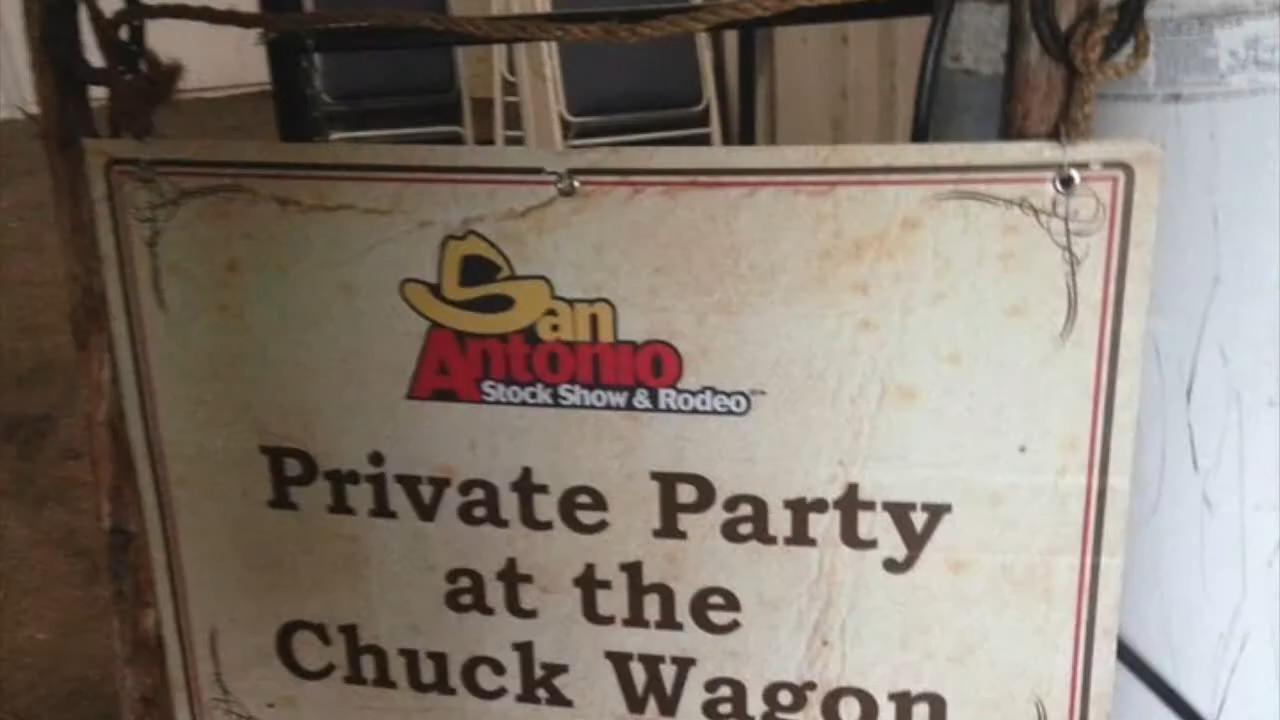 San
Antonio
Stock Show & Rodeo
Private Party
at the
Chuck Wagon